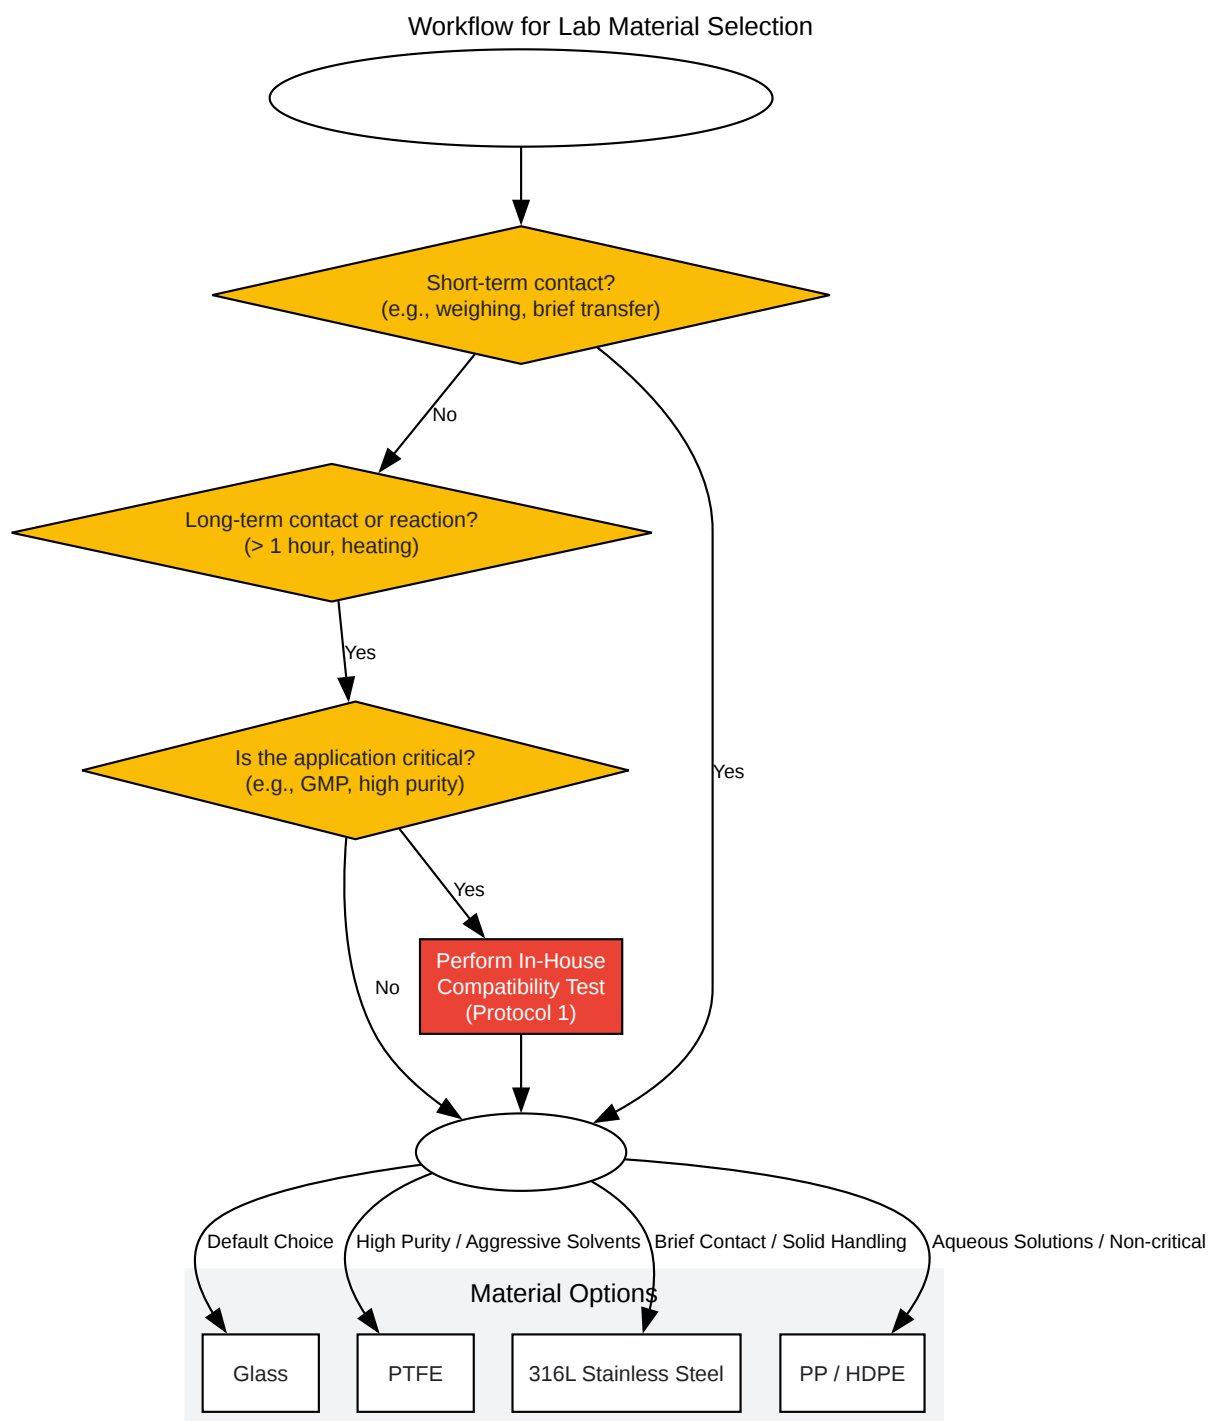 Workflow for Lab Material Selection
Short-term contact?
(e.g., weighing, brief transfer)
No
Long-term contact or reaction?
(> 1 hour, heating)
Yes
Is the application critical?
(e.g., GMP, high purity)
Yes
Yes
Perform In-House
Compatibility Test
(Protocol 1)
No
Default Choice
High Purity / Aggressive Solvents
Brief Contact / Solid Handling
Aqueous Solutions / Non-critical
Material Options
Glass
PTFE
316L Stainless Steel
PP / HDPE